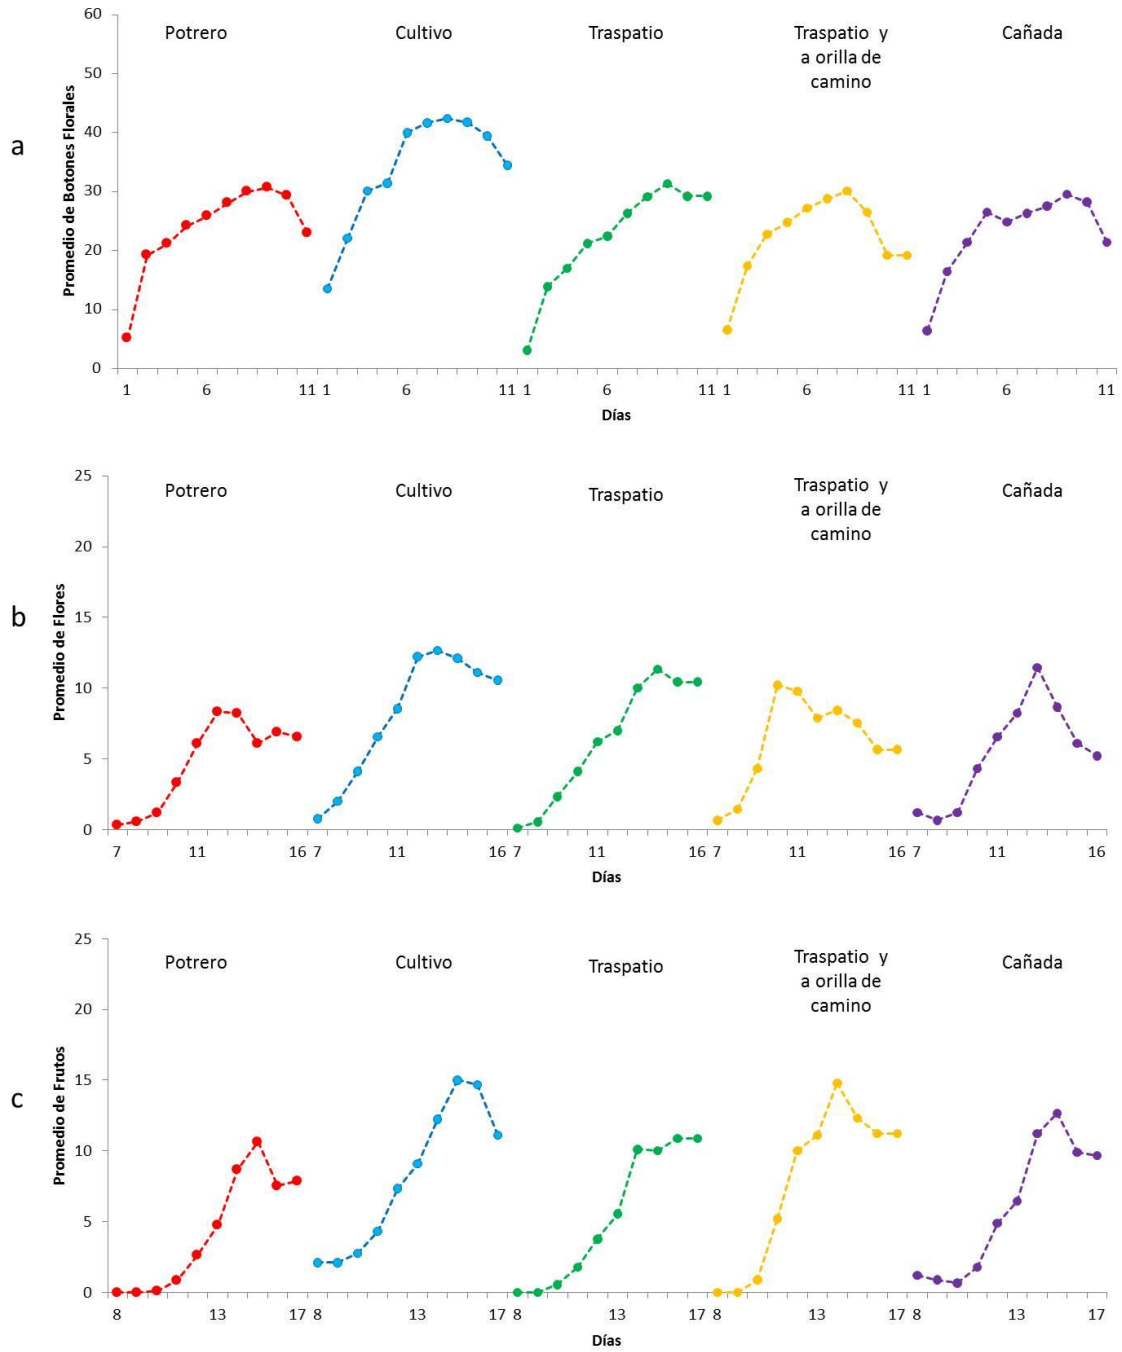 a
Promedio de Botones Florales
60
50
40
30
20
10
0
Potrero
Cultivo
Traspatio
Traspatio y
a orilla de
camino
Cañada
1 6 11 1 6 11 1 6 11 1 6 11 1 6 11
Días
b
Promedio de Flores
25
20
15
10
5
0
Potrero
Cultivo
Traspatio
Traspatio y
a orilla de
camino
Cañada
7 11 16 7 11 16 7 11 16 7 11 16 7 11 16
Días
c
Promedio de Frutos
25
20
15
10
5
0
Potrero
Cultivo
Traspatio
Traspatio y
a orilla de
camino
Cañada
8 13 17 8 13 17 8 13 17 8 13 17 8 13 17
Días